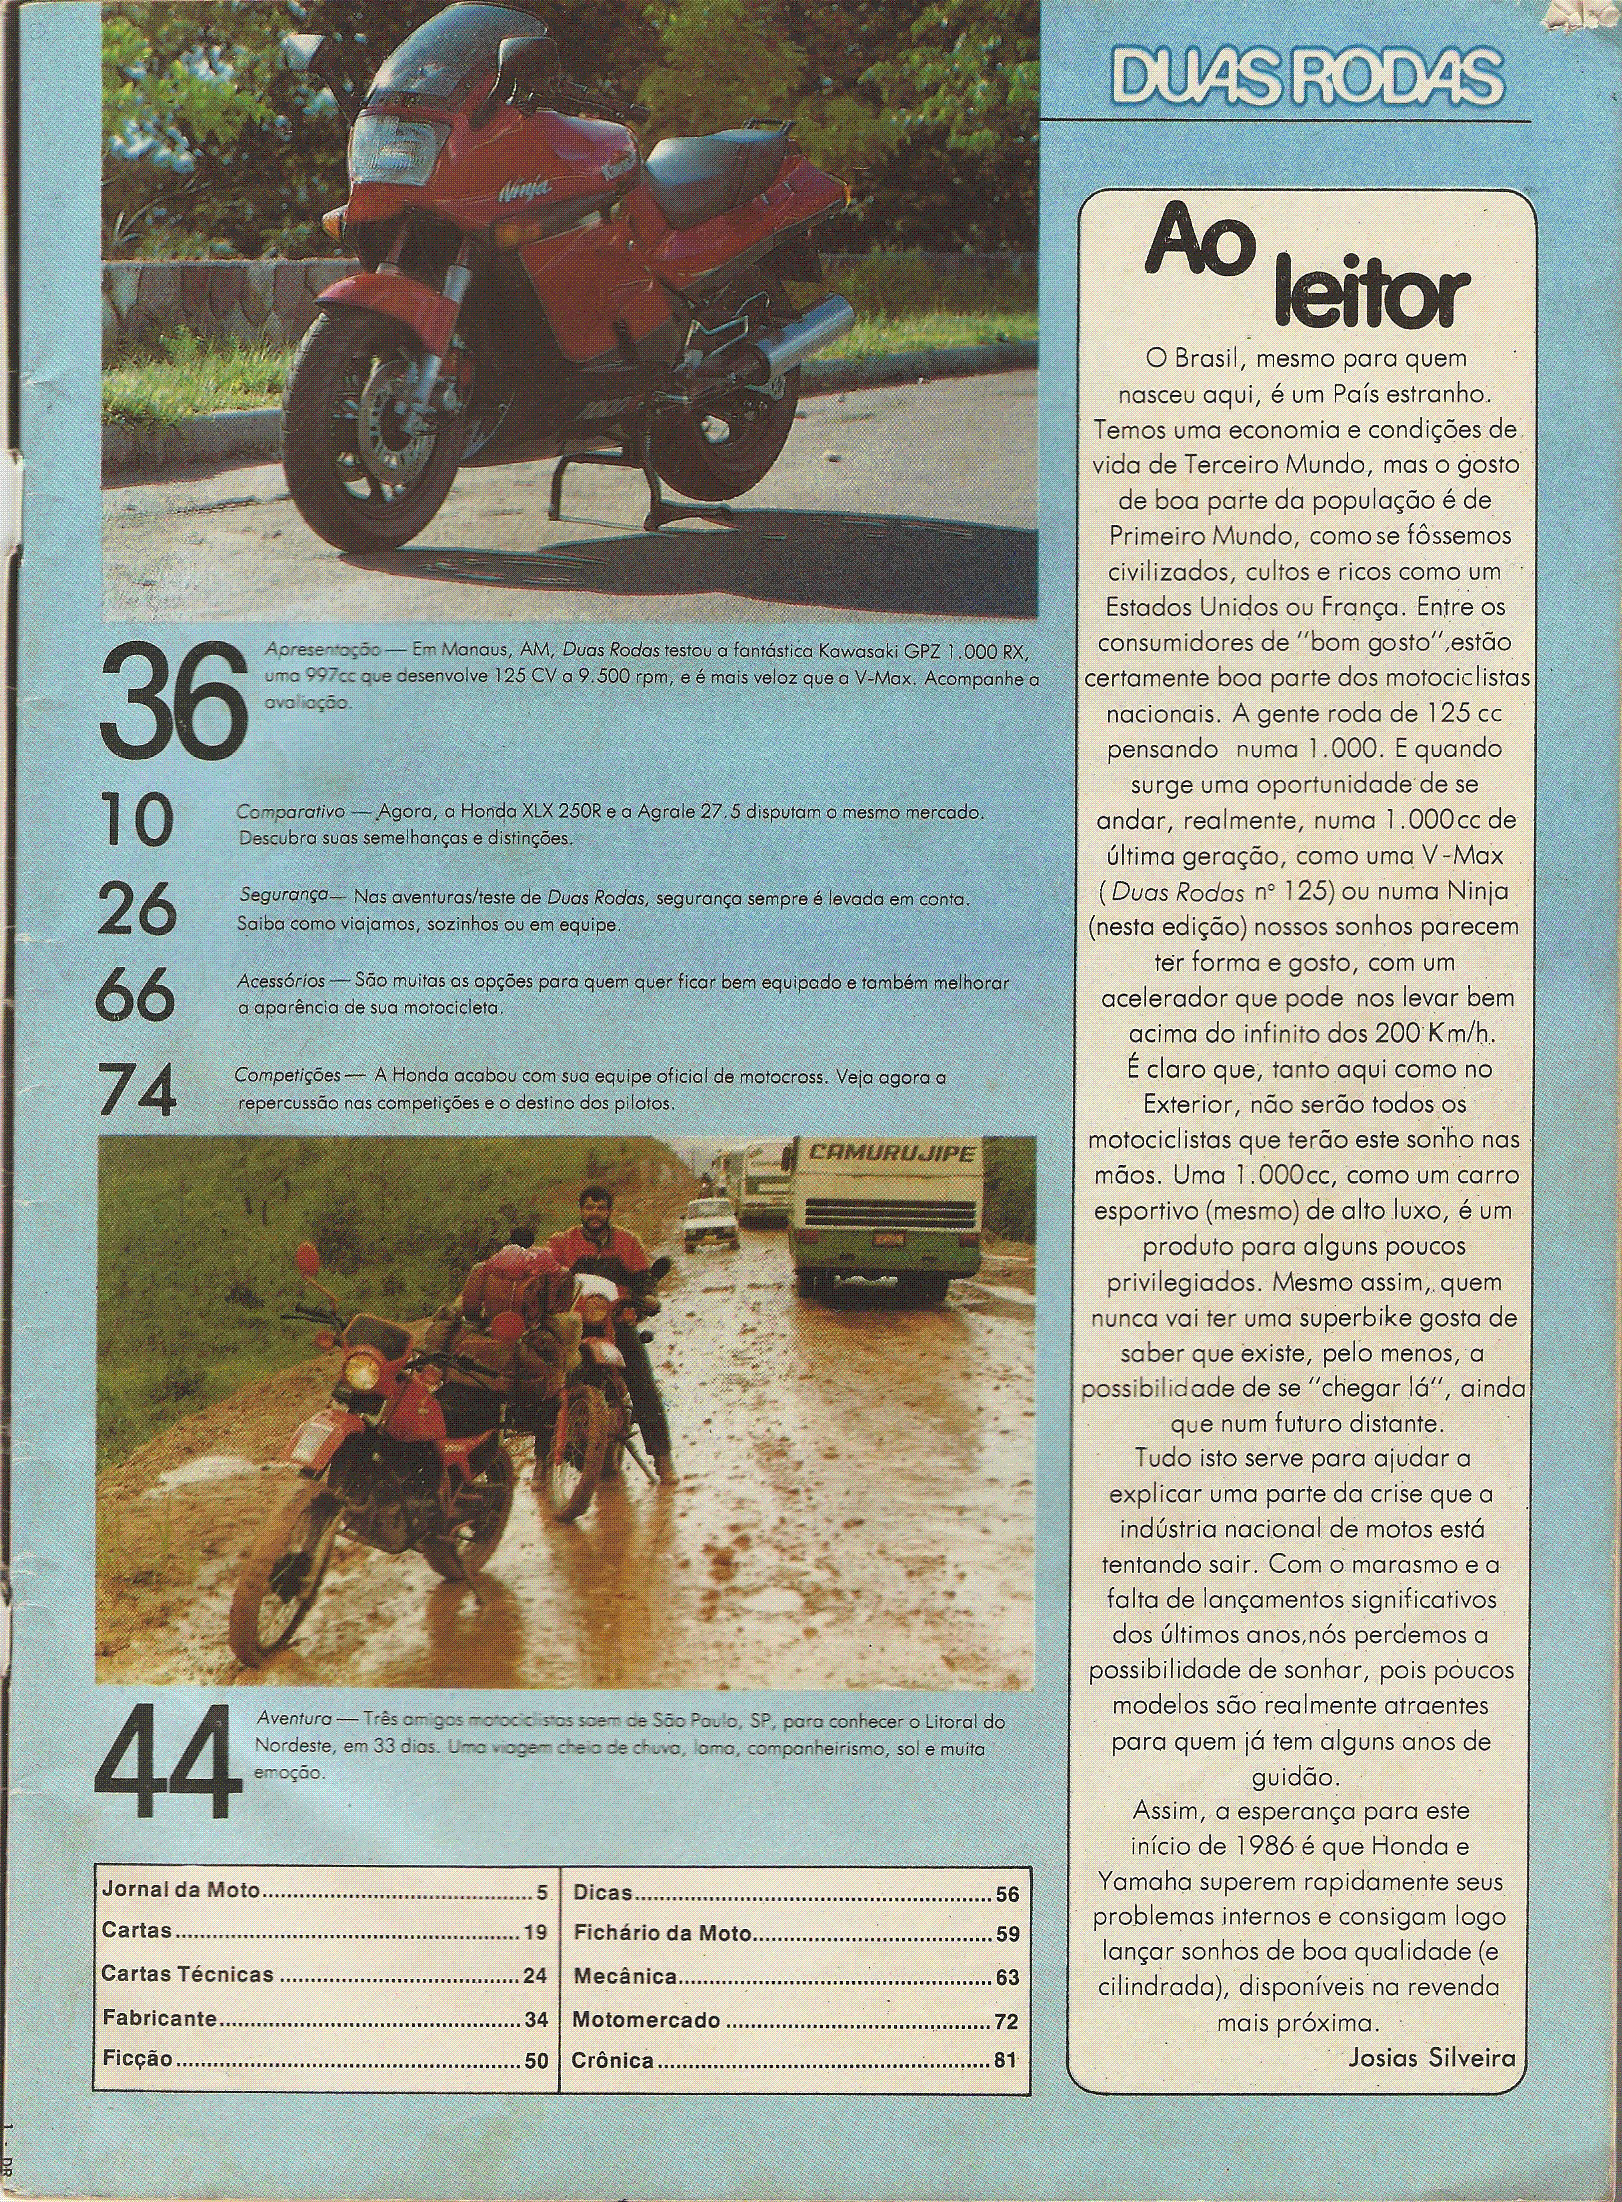 DUAS RODAS
Ninja
Ao
leitor
O Brasil, mesmo para quem
nasceu aqui, é um País estranho.
Temos uma economia e condições de
vida de Terceiro Mundo, mas o gosto
de boa parte da população é de
Primeiro Mundo, como se fôssemos
civilizados, cultos e ricos como um
Estados Unidos ou França. Entre os
consumidores de "bom gosto",estão
certamente boa parte dos motociclistas
nacionais. A gente roda de 125 cc
pensando numa 1.000. E quando
surge uma oportunidade de se
andar, realmente, numa 1.000cc de
última geração, como uma V-Max
(Duas Rodas nº 125) ou numa Ninja
(nesta edição) nossos sonhos parecem
ter forma e gosto, com um
acelerador que pode nos levar bem
acima do infinito dos 200 Km/h.
É claro que, tanto aqui como no
Exterior, não serão todos os
motociclistas que terão este sonho nas
mãos. Uma 1.000cc, como um carro
esportivo (mesmo) de alto luxo, é um
produto para alguns poucos
privilegiados. Mesmo assim, quem
nunca vai ter uma superbike gosta de
saber que existe, pelo menos, a
possibilidade de se "chegar lá", ainda
que num futuro distante.
Tudo isto serve para ajudar a
explicar uma parte da crise que a
indústria nacional de motos está
tentando sair. Com o marasmo e a
falta de lançamentos significativos
dos últimos anos,nós perdemos a
possibilidade de sonhar, pois poucos
modelos são realmente atraentes
para quem já tem alguns anos de
guidão.
Assim, a esperança para este
início de 1986 é que Honda e
Yamaha superem rapidamente seus
problemas internos e consigam logo
lançar sonhos de boa qualidade (e
cilindrada), disponíveis na revenda
mais próxima.
Josias Silveira
36
Apresentação — Em Manaus, AM, Duas Rodas testou a fantástica Kawasaki GPZ 1.000 RX,
uma 997cc que desenvolve 125 CV a 9.500 rpm, e é mais veloz que a V-Max. Acompanhe a
avaliação.
10
Comparativo — Agora, a Honda XLX 250R e a Agrale 27.5 disputam o mesmo mercado.
Descubra suas semelhanças e distinções.
26
Segurança — Nas aventuras/teste de Duas Rodas, segurança sempre é levada em conta.
Saiba como viajamos, sozinhos ou em equipe.
66
Acessórios — São muitas as opções para quem quer ficar bem equipado e também melhorar
a aparência de sua motocicleta.
74
Competições — A Honda acabou com sua equipe oficial de motocross. Veja agora a
repercussão nas competições e o destino dos pilotos.
CAMURUJIPE
44
Aventura — Três amigos motociclistas saem de São Paulo, SP, para conhecer o Litoral do
Nordeste, em 33 dias. Uma viagem cheia de chuva, lama, companheirismo, sol e muita
emoção.
Jornal da Moto 5
Cartas 19
Cartas Técnicas 24
Fabricante 34
Ficção 50
Dicas 56
Fichário da Moto 59
Mecânica 63
Motomercado 72
Crônica 81
1 - DR